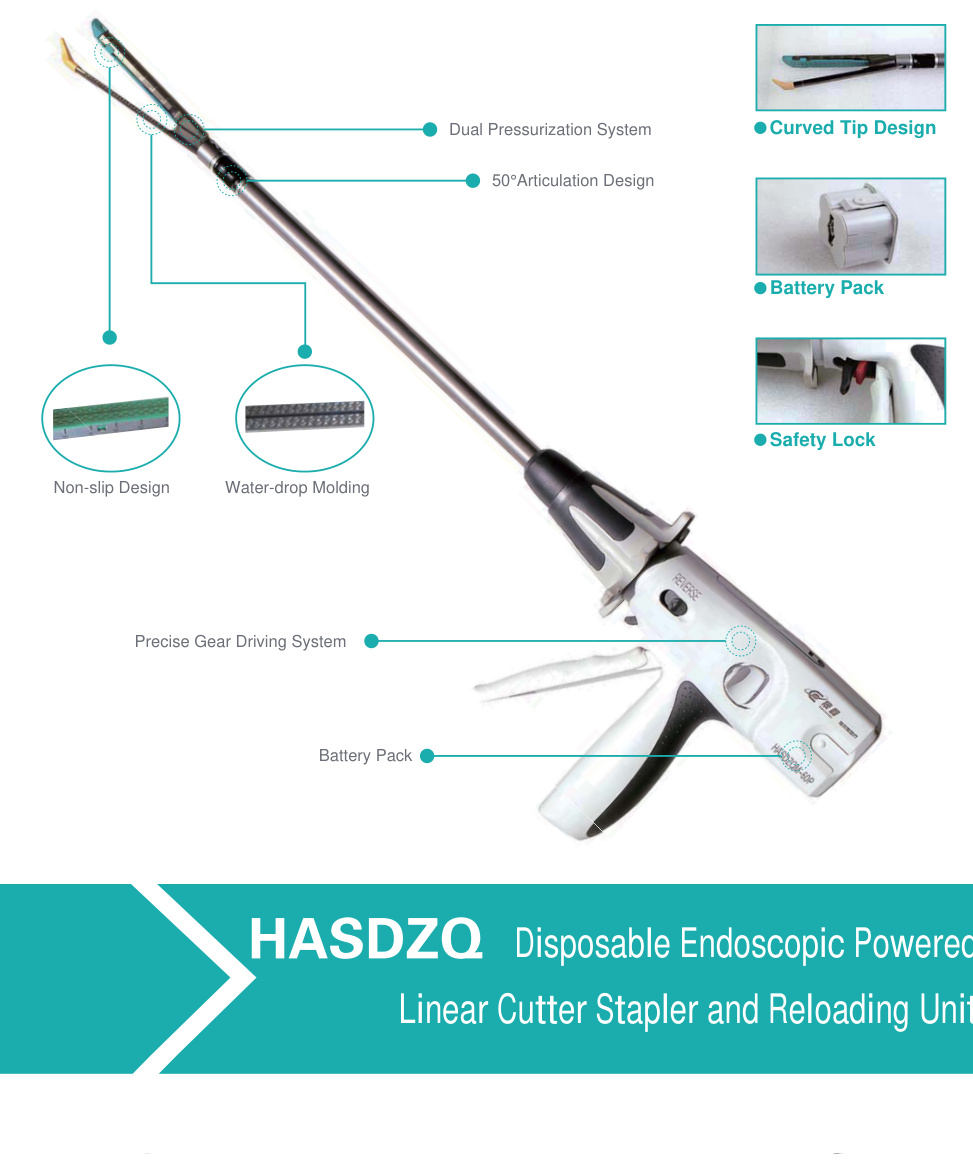 Dual Pressurization System
Curved Tip Design
50°Articulation Design
Battery Pack
Safety Lock
Non-slip Design
Water-drop Molding
REVERSE
Precise Gear Driving System
Battery Pack
HASDZQ Disposable Endoscopic Powered
Linear Cutter Stapler and Reloading Unit